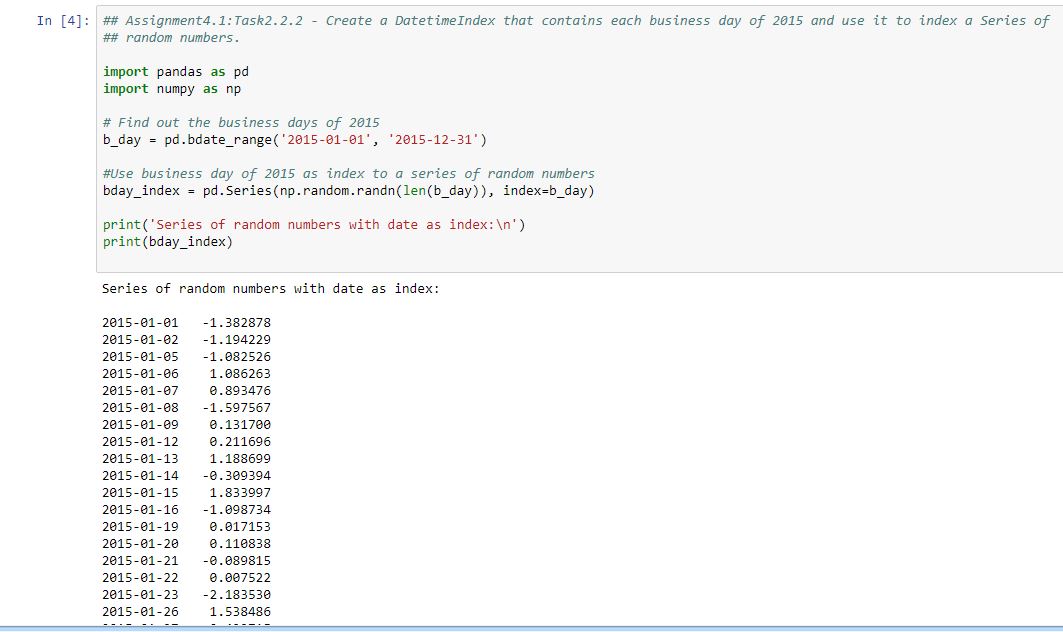 In [4]: ## Assignment4.1:Task2.2.2 - Create a DatetimeIndex that contains each business day of 2015 and use it to index a Series of
## random numbers.
import pandas as pd
import numpy as np
# Find out the business days of 2015
b_day = pd.bdate_range('2015-01-01', '2015-12-31')
#Use business day of 2015 as index to a series of random numbers
bday_index = pd.Series(np.random.randn(len(b_day)), index=b_day)
print('Series of random numbers with date as index:\n')
print(bday_index)
Series of random numbers with date as index:
2015-01-01   -1.382878
2015-01-02   -1.194229
2015-01-05   -1.082526
2015-01-06    1.086263
2015-01-07    0.893476
2015-01-08   -1.597567
2015-01-09    0.131700
2015-01-12    0.211696
2015-01-13    1.188699
2015-01-14   -0.309394
2015-01-15    1.833997
2015-01-16   -1.098734
2015-01-19    0.017153
2015-01-20    0.110838
2015-01-21   -0.089815
2015-01-22    0.007522
2015-01-23   -2.183530
2015-01-26    1.538486